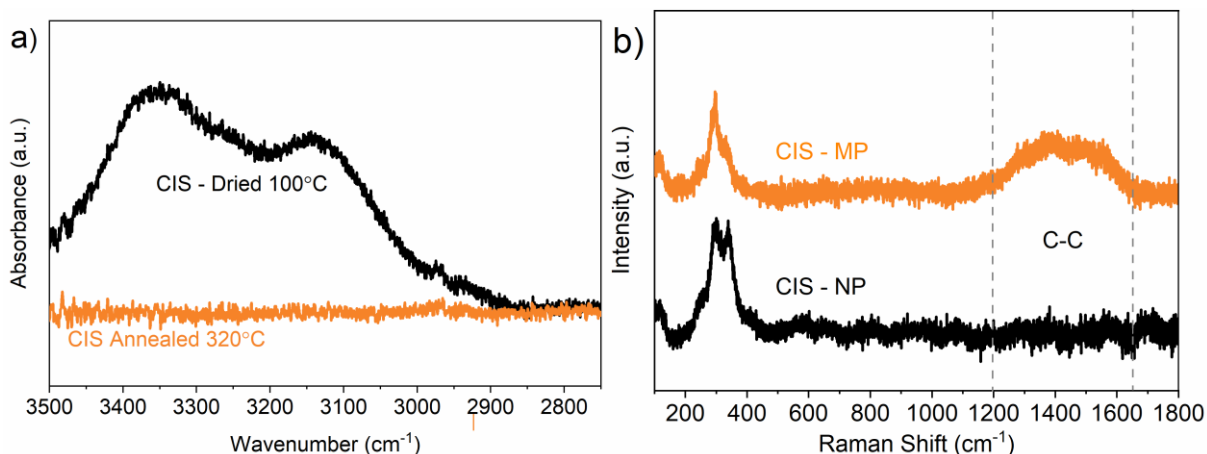 a)
Absorbance (a.u.)
CIS - Dried 100°C
CIS Annealed 320°C
3500 3400 3300 3200 3100 3000 2900 2800
Wavenumber (cm⁻¹)
b)
Intensity (a.u.)
CIS - MP
C-C
CIS - NP
200 400 600 800 1000 1200 1400 1600 1800
Raman Shift (cm⁻¹)